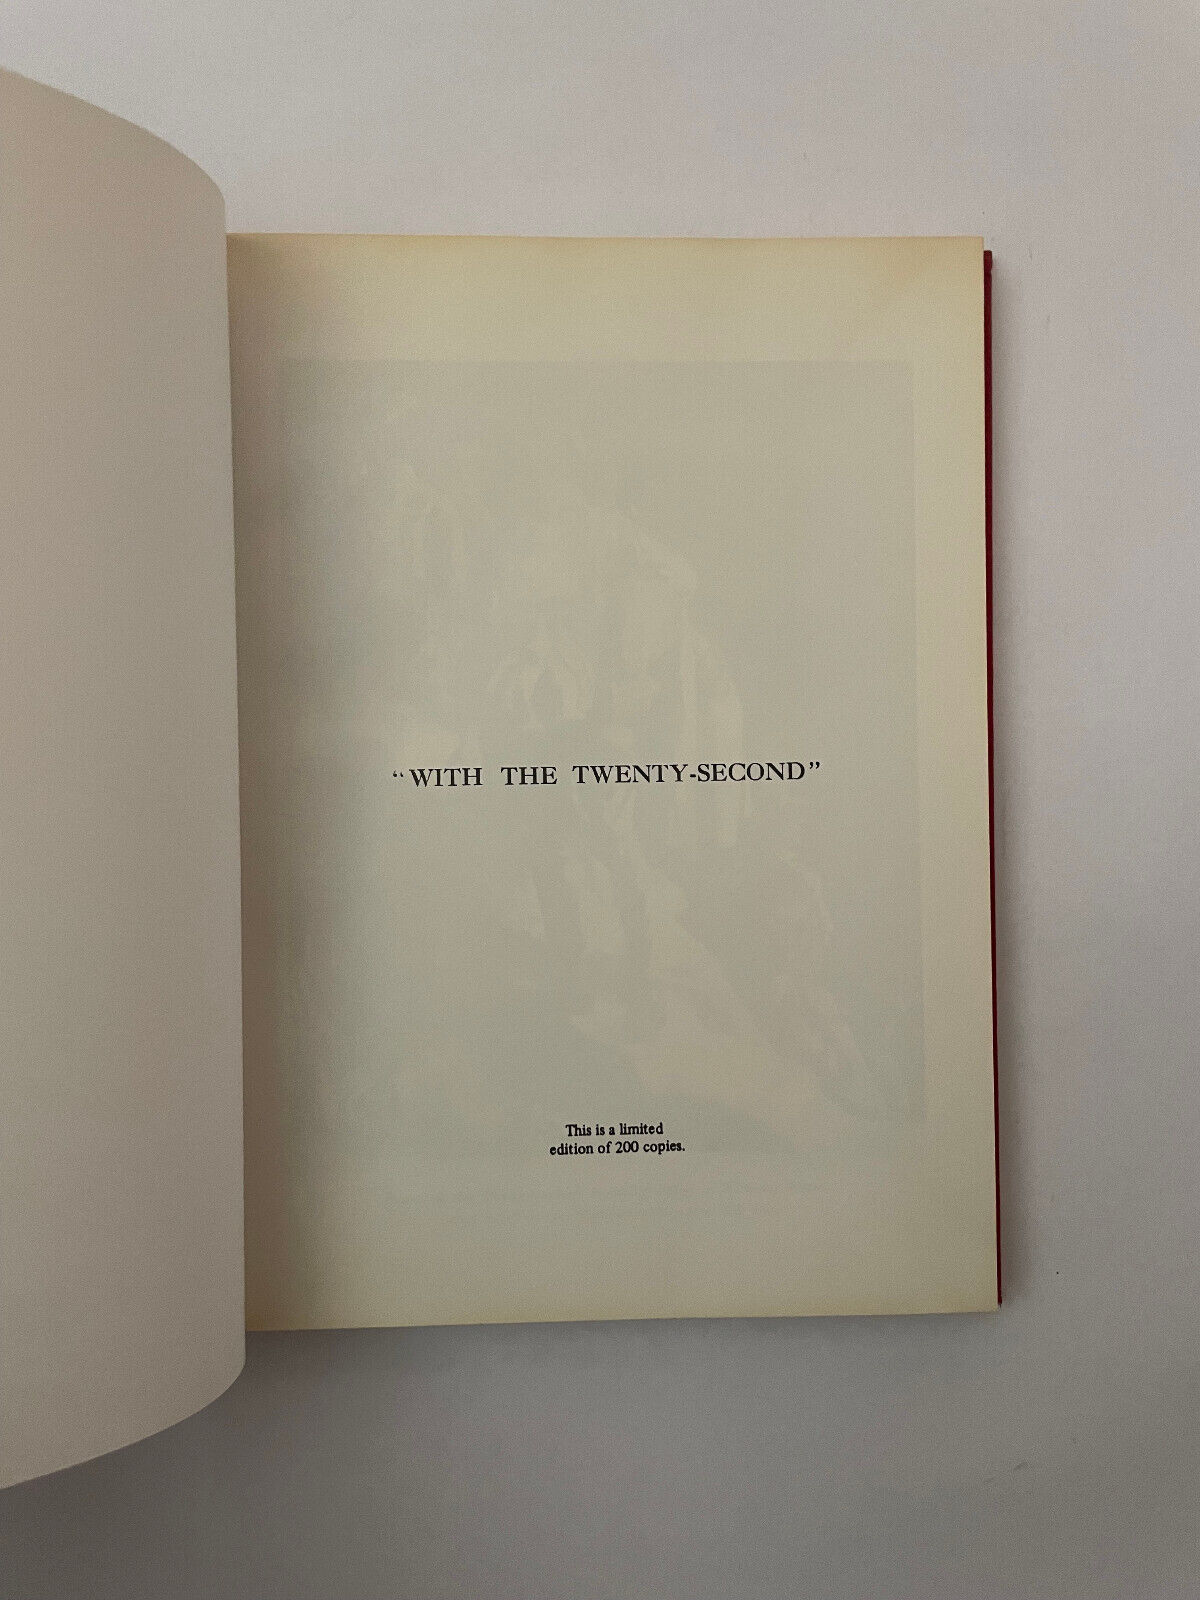 “WITH THE TWENTY-SECOND”
This is a limited
edition of 200 copies.